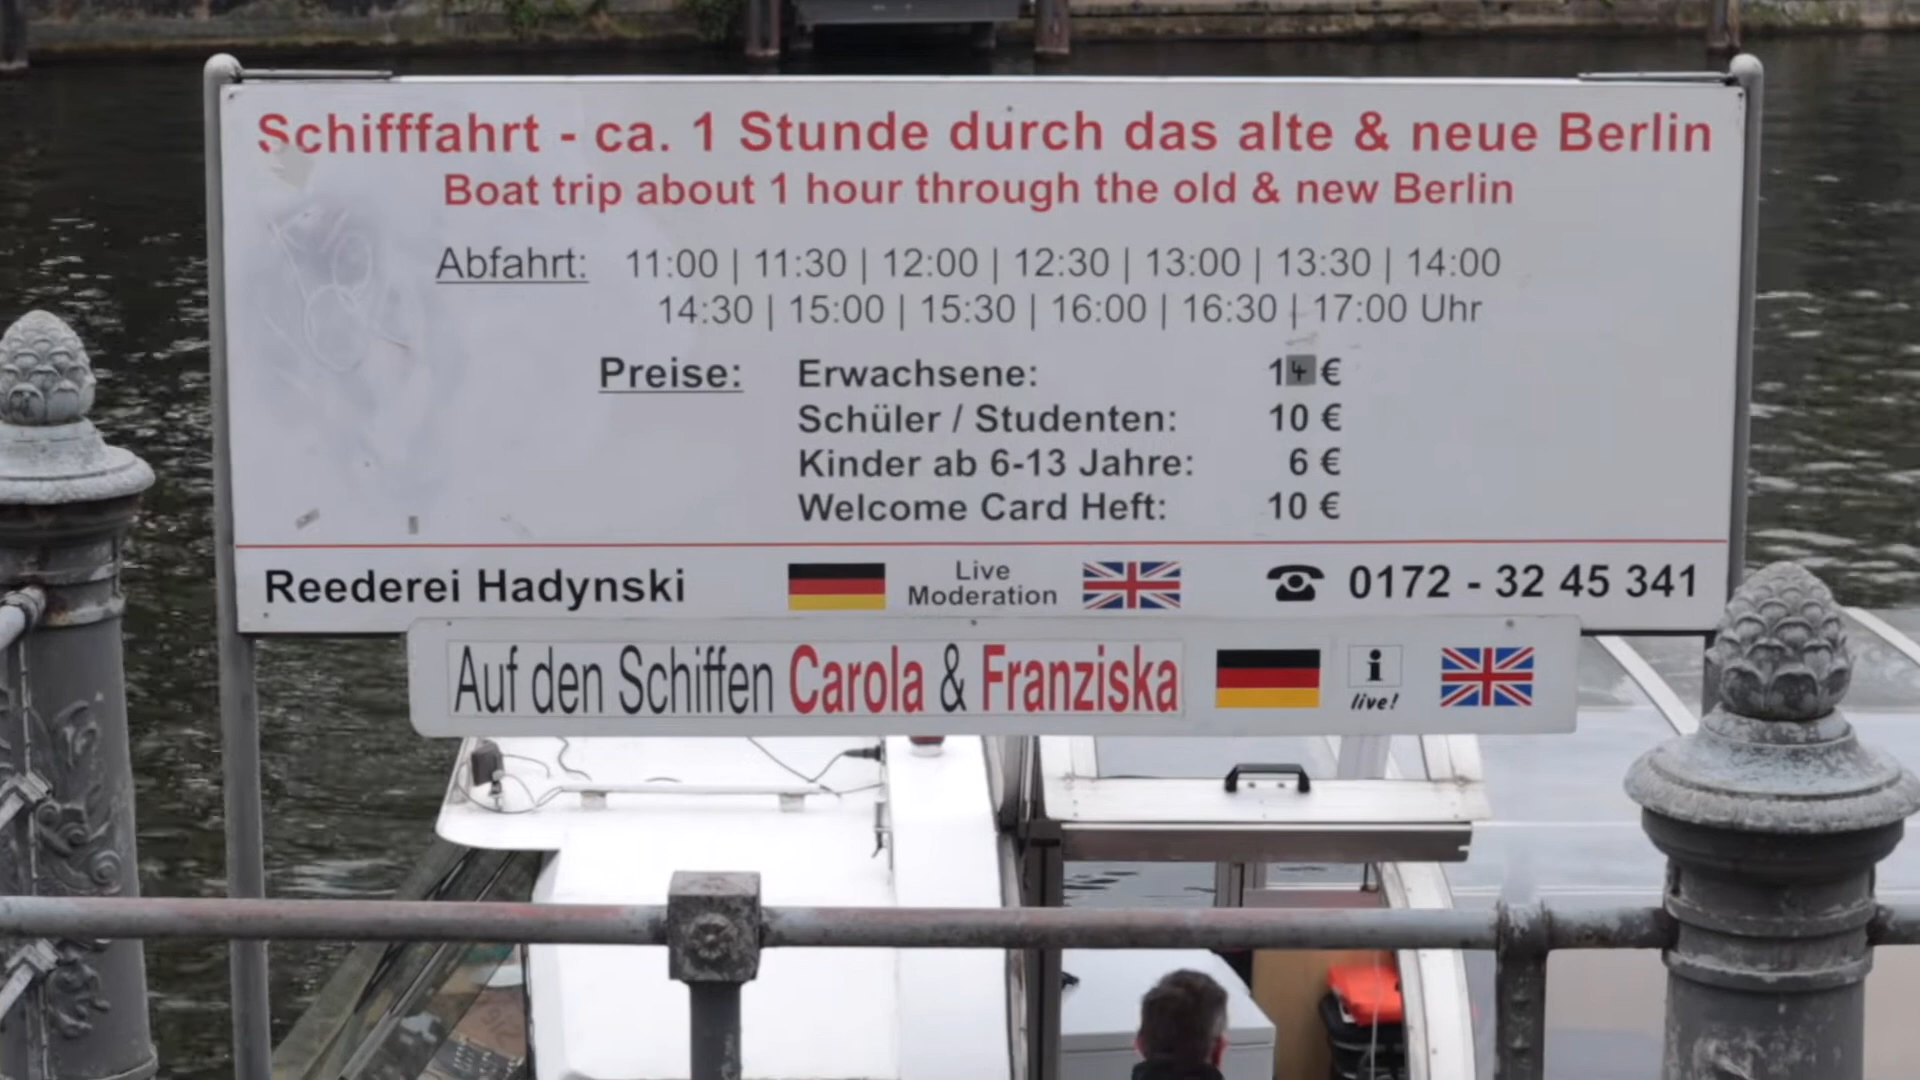 Schifffahrt - ca. 1 Stunde durch das alte & neue Berlin
Boat trip about 1 hour through the old & new Berlin
Abfahrt: 11:00 | 11:30 | 12:00 | 12:30 | 13:00 | 13:30 | 14:00
14:30 | 15:00 | 15:30 | 16:00 | 16:30 | 17:00 Uhr
Preise: Erwachsene: 14 €
Schüler / Studenten: 10 €
Kinder ab 6-13 Jahre: 6 €
Welcome Card Heft: 10 €
Reederei Hadynski Live Moderation 0172 - 32 45 341
Auf den Schiffen Carola & Franziska i live!